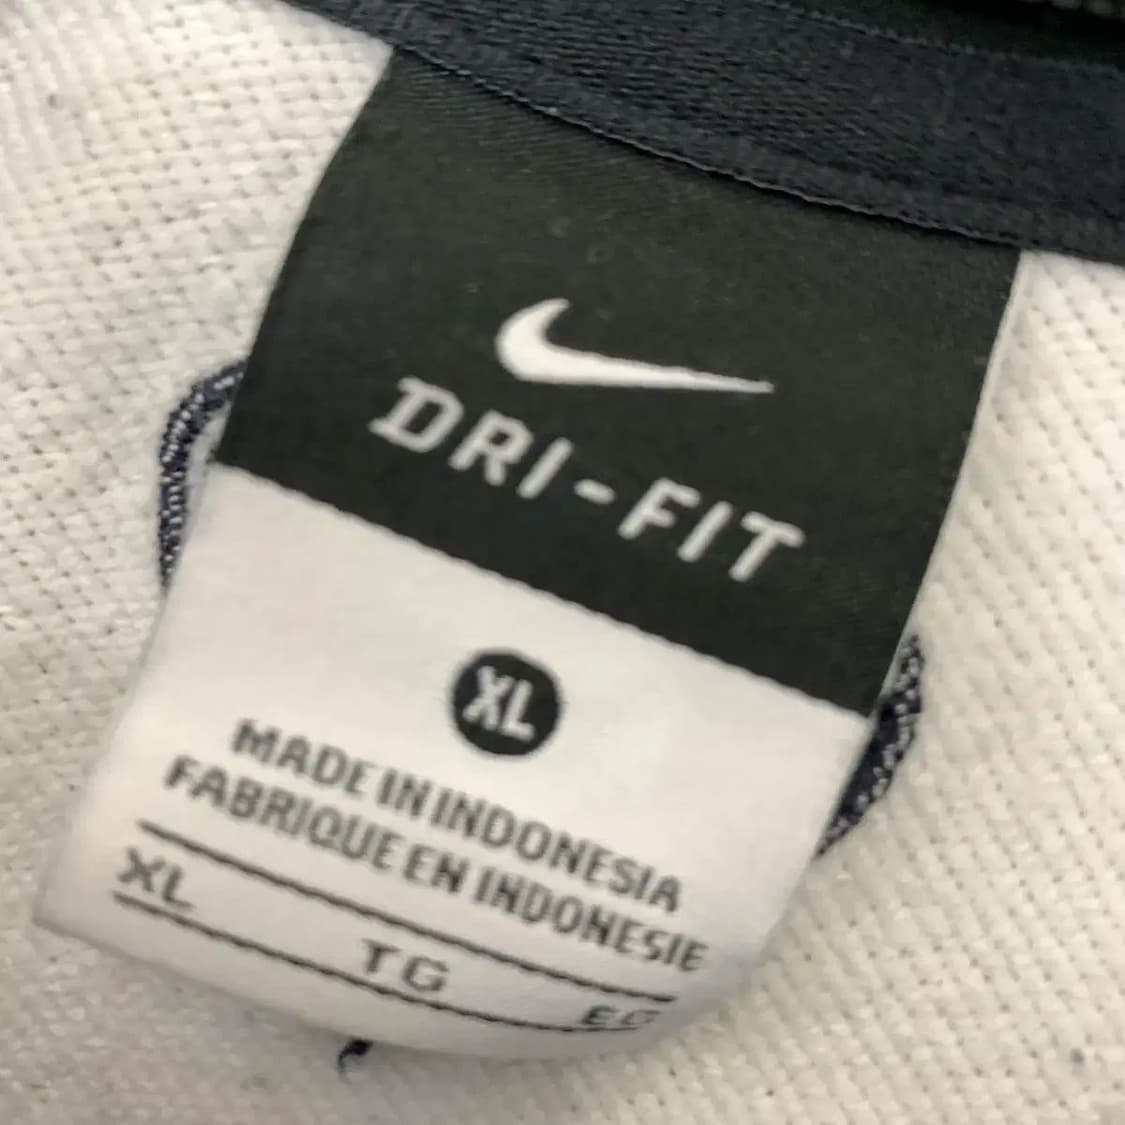 DRI-FIT
XL
MADE IN INDONESIA
FABRIQUE EN INDONESIE
XL TG EG